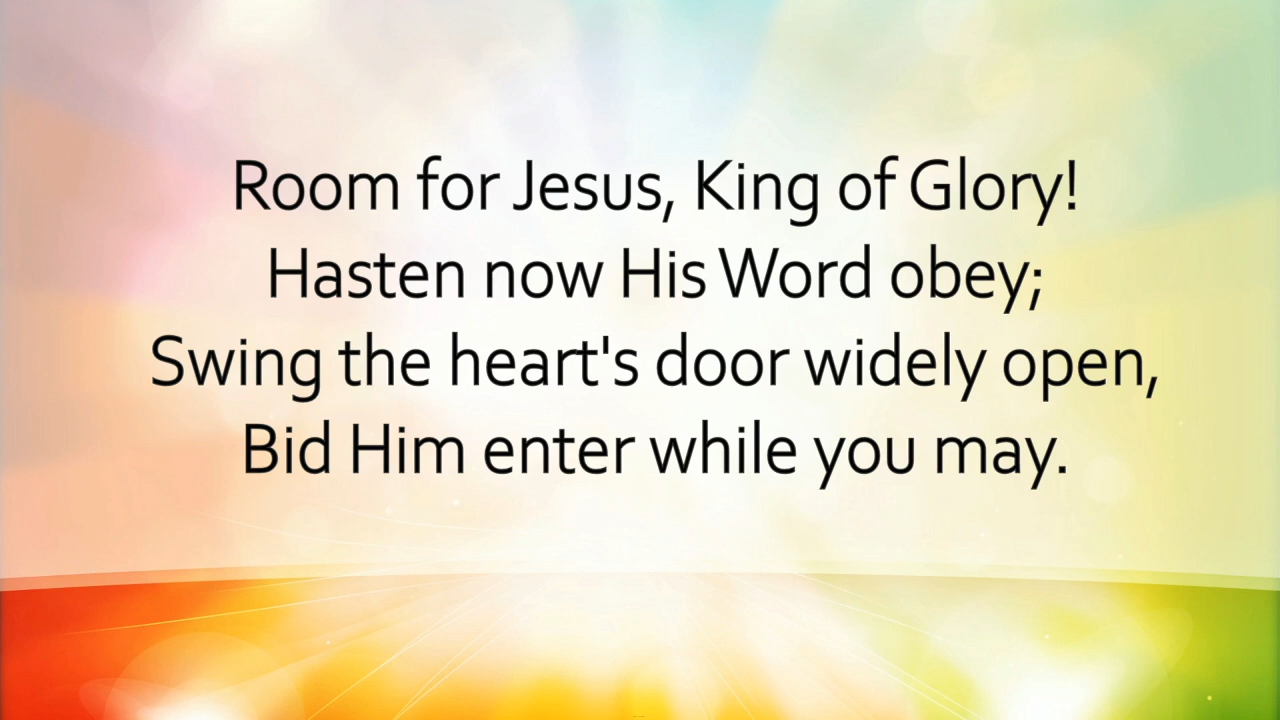 Room for Jesus, King of Glory!
Hasten now His Word obey;
Swing the heart's door widely open,
Bid Him enter while you may.